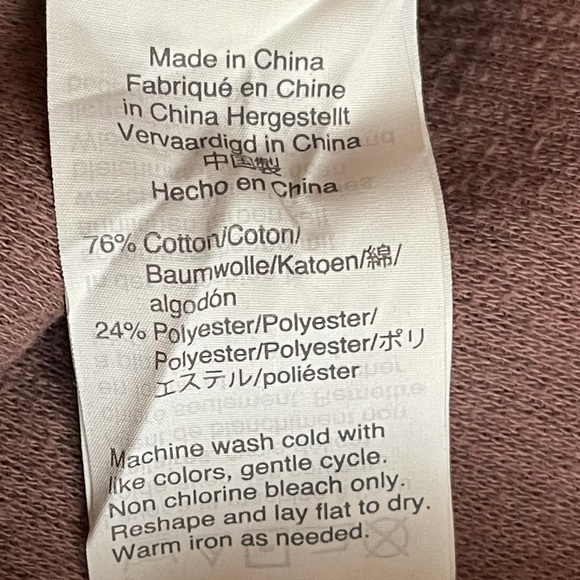 Made in China
Fabriqué en Chine
in China Hergestellt
Vervaardigd in China
中国製
Hecho en China
76% Cotton/Coton/
Baumwolle/Katoen/綿/
algodón
24% Polyester/Polyester/
Polyester/Polyester/ポリ
エステル/poliéster
Machine wash cold with
like colors, gentle cycle.
Non chlorine bleach only.
Reshape and lay flat to dry.
Warm iron as needed.